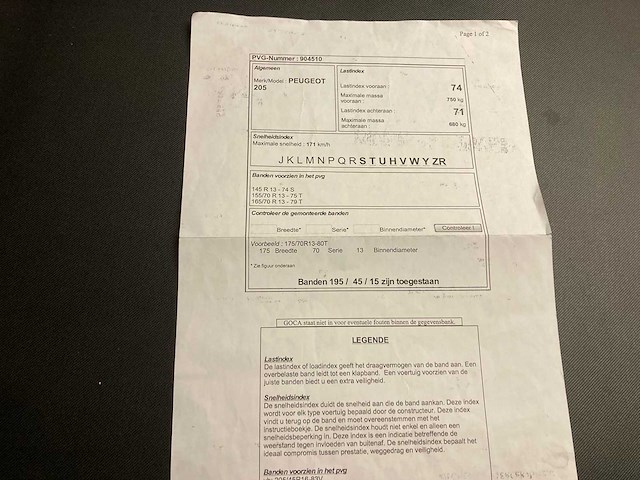 Page 1 of 2
PVG-Nummer : 904510
Algemeen
Merk/Model : PEUGEOT
205
Lastindex
Lastindex vooraan : 74
Maximale massa
vooraan : 750 kg
Lastindex achteraan : 71
Maximale massa
achteraan : 680 kg
Snelheidsindex
Maximale snelheid : 171 km/h
J K L M N P Q R S T U H V W Y ZR
Banden voorzien in het pvg
145 R 13 - 74 S
155/70 R 13 - 75 T
165/70 R 13 - 79 T
Controleer de gemonteerde banden
Breedte* Serie* Binnendiameter* Controleer !
Voorbeeld : 175/70R13-80T
175 Breedte 70 Serie 13 Binnendiameter
* Zie figuur onderaan
Banden 195 / 45 / 15 zijn toegestaan
GOCA staat niet in voor eventuele fouten binnen de gegevensbank.
LEGENDE
Lastindex
De lastindex of loadindex geeft het draagvermogen van de band aan. Een
overbelaste band leidt tot een klapband. Een voertuig voorzien van de
juiste banden biedt u een extra veiligheid.
Snelheidsindex
De snelheidsindex duidt de snelheid aan die de band aankan. Deze index
wordt voor elk type voertuig bepaald door de constructeur. Deze index
vindt u terug op de band en moet overeenstemmen met het
instructieboekje. De snelheidsindex houdt niet enkel en alleen een
snelheidsbeperking in. Deze index is een indicatie betreffende de
weerstand tegen invloeden van buitenaf. De snelheidsindex bepaalt het
ideaal compromis tussen prestatie, weggedrag en veiligheid.
Banden voorzien in het pvg